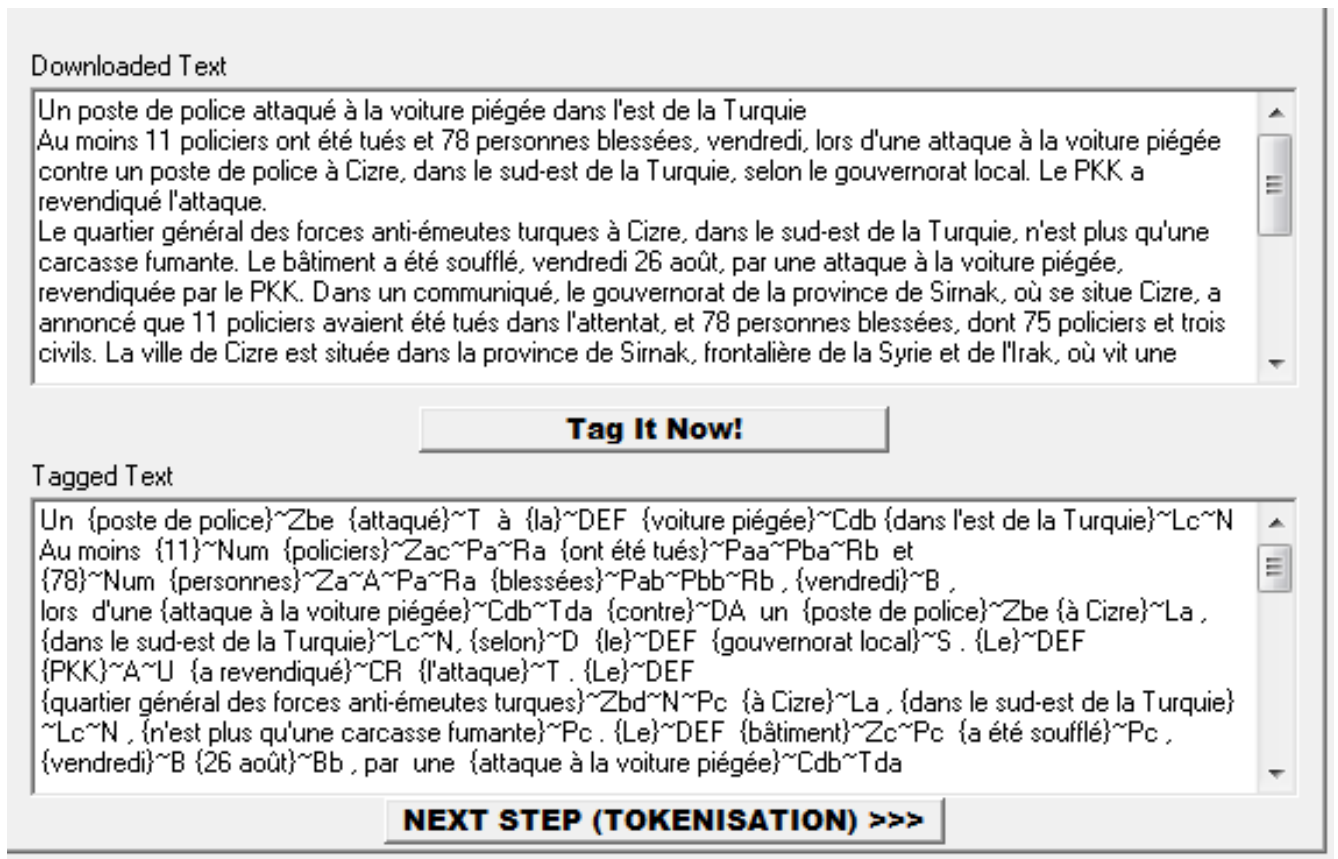 Downloaded Text
Un poste de police attaqué à la voiture piégée dans l'est de la Turquie
Au moins 11 policiers ont été tués et 78 personnes blessées, vendredi, lors d'une attaque à la voiture piégée
contre un poste de police à Cizre, dans le sud-est de la Turquie, selon le gouvernorat local. Le PKK a
revendiqué l'attaque.
Le quartier général des forces anti-émeutes turques à Cizre, dans le sud-est de la Turquie, n'est plus qu'une
carcasse fumante. Le bâtiment a été soufflé, vendredi 26 août, par une attaque à la voiture piégée,
revendiquée par le PKK. Dans un communiqué, le gouvernorat de la province de Sirnak, où se situe Cizre, a
annoncé que 11 policiers avaient été tués dans l'attentat, et 78 personnes blessées, dont 75 policiers et trois
civils. La ville de Cizre est située dans la province de Sirnak, frontalière de la Syrie et de l'Irak, où vit une
Tag It Now!
Tagged Text
Un {poste de police}~Zbe {attaqué}~T à {la}~DEF {voiture piégée}~Cdb {dans l'est de la Turquie}~Lc~N
Au moins {11}~Num {policiers}~Zac~Pa~Ra {ont été tués}~Paa~Pba~Rb et
{78}~Num {personnes}~Za~A~Pa~Ra {blessées}~Pab~Pbb~Rb , {vendredi}~B ,
lors d'une {attaque à la voiture piégée}~Cdb~Tda {contre}~DA un {poste de police}~Zbe {à Cizre}~La ,
{dans le sud-est de la Turquie}~Lc~N, {selon}~D {le}~DEF {gouvernorat local}~S . {Le}~DEF
{PKK}~A~U {a revendiqué}~CR {l'attaque}~T . {Le}~DEF
{quartier général des forces anti-émeutes turques}~Zbd~N~Pc {à Cizre}~La , {dans le sud-est de la Turquie}
~Lc~N , {n'est plus qu'une carcasse fumante}~Pc . {Le}~DEF {bâtiment}~Zc~Pc {a été soufflé}~Pc ,
{vendredi}~B {26 août}~Bb , par une {attaque à la voiture piégée}~Cdb~Tda
NEXT STEP (TOKENISATION) >>>